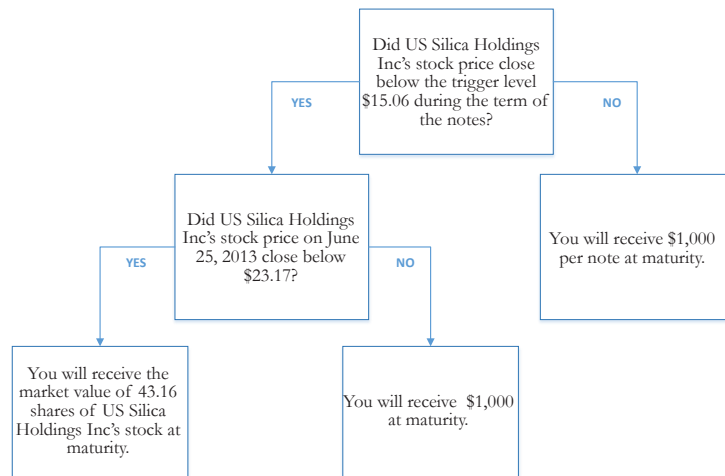 Did US Silica Holdings
Inc's stock price close
below the trigger level
$15.06 during the term of
the notes?
YES
NO
Did US Silica Holdings
Inc's stock price on June
25, 2013 close below
$23.17?
You will receive $1,000
per note at maturity.
YES
NO
You will receive the
market value of 43.16
shares of US Silica
Holdings Inc's stock at
maturity.
You will receive $1,000
at maturity.